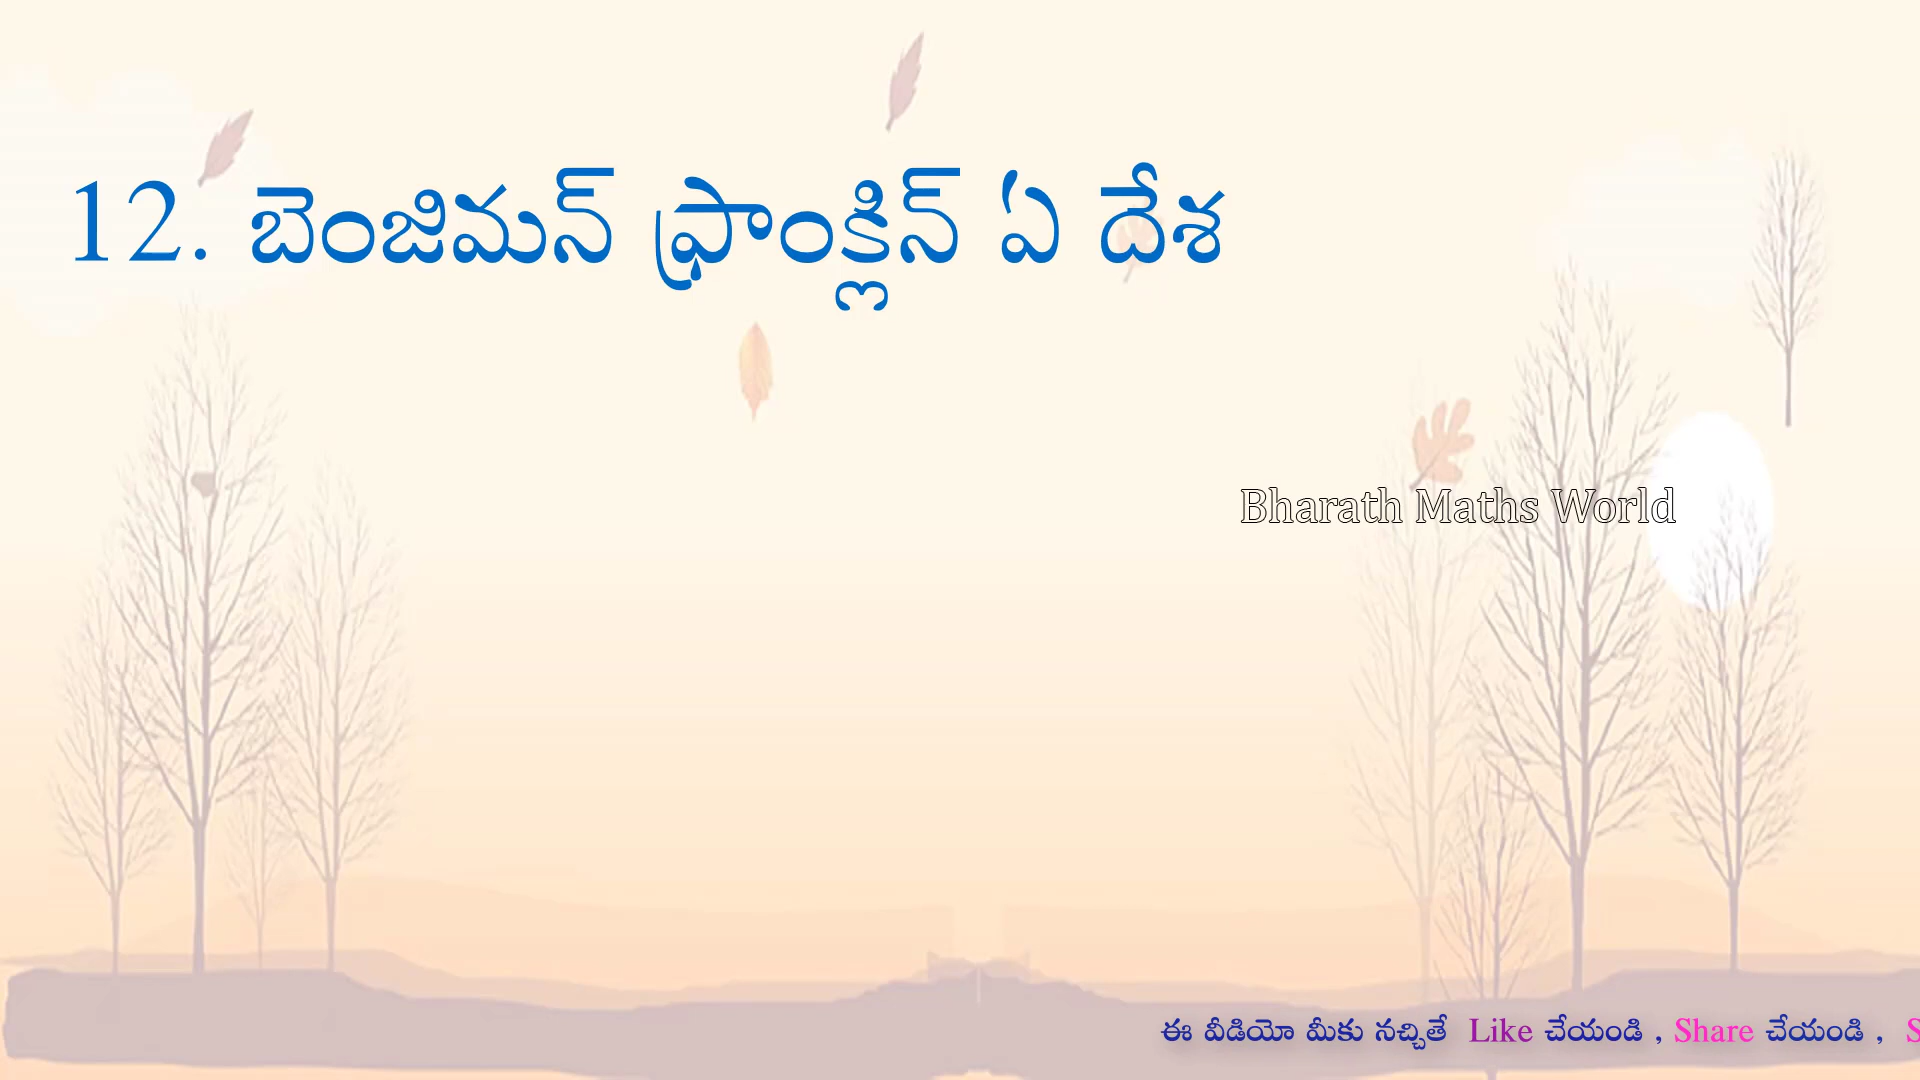 12. బెంజిమన్ ఫ్రాంక్లిన్ ఏ దేశ
Bharath Maths World
ఈ వీడియో మీకు నచ్చితే Like చేయండి , Share చేయండి , S